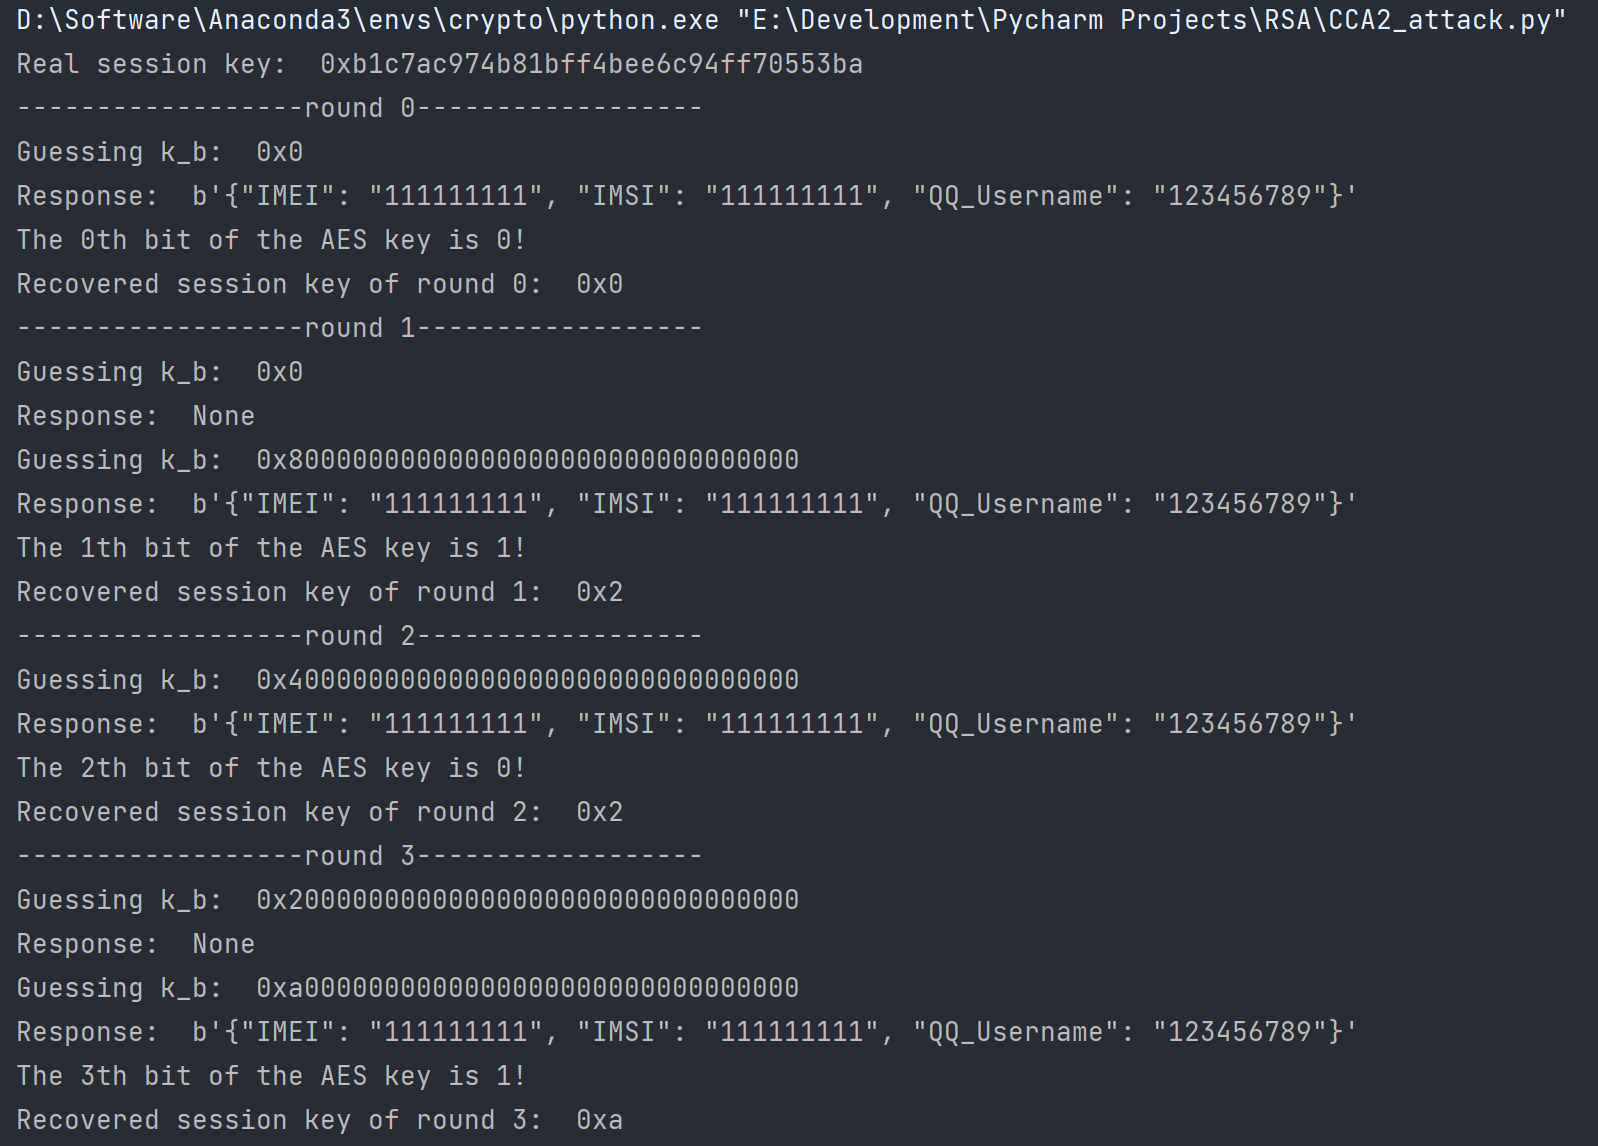 D:\Software\Anaconda3\envs\crypto\python.exe "E:\Development\Pycharm Projects\RSA\CCA2_attack.py"
Real session key:  0xb1c7ac974b81bff4bee6c94ff70553ba
------------------round 0------------------
Guessing k_b:  0x0
Response:  b'{"IMEI": "111111111", "IMSI": "111111111", "QQ_Username": "123456789"}'
The 0th bit of the AES key is 0!
Recovered session key of round 0:  0x0
------------------round 1------------------
Guessing k_b:  0x0
Response:  None
Guessing k_b:  0x80000000000000000000000000000000
Response:  b'{"IMEI": "111111111", "IMSI": "111111111", "QQ_Username": "123456789"}'
The 1th bit of the AES key is 1!
Recovered session key of round 1:  0x2
------------------round 2------------------
Guessing k_b:  0x40000000000000000000000000000000
Response:  b'{"IMEI": "111111111", "IMSI": "111111111", "QQ_Username": "123456789"}'
The 2th bit of the AES key is 0!
Recovered session key of round 2:  0x2
------------------round 3------------------
Guessing k_b:  0x20000000000000000000000000000000
Response:  None
Guessing k_b:  0xa0000000000000000000000000000000
Response:  b'{"IMEI": "111111111", "IMSI": "111111111", "QQ_Username": "123456789"}'
The 3th bit of the AES key is 1!
Recovered session key of round 3:  0xa